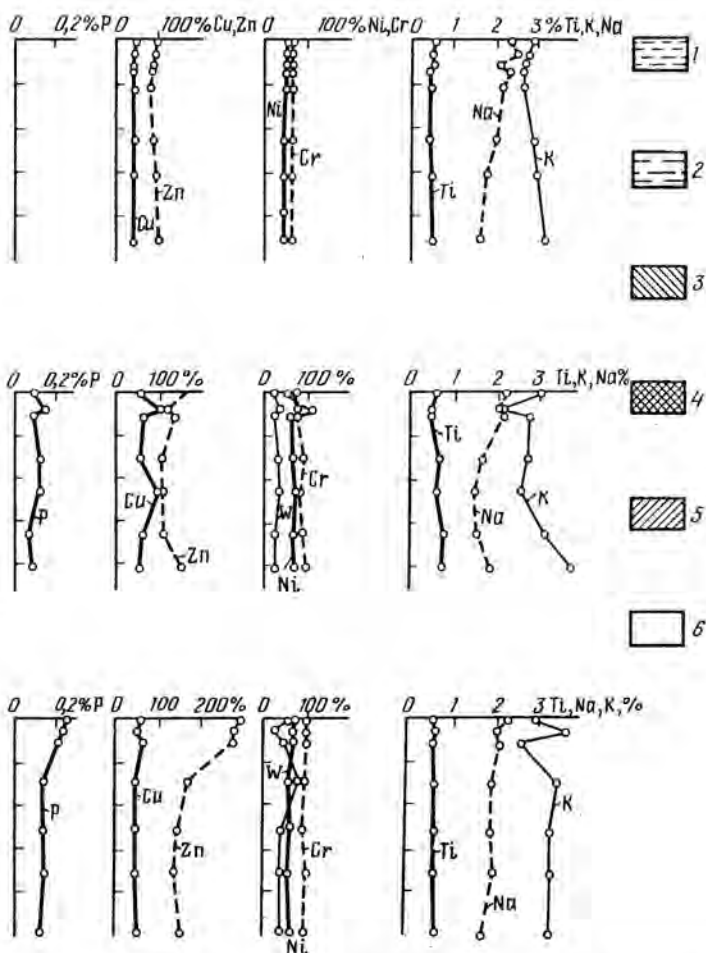 0 0,2% P 0 100% Cu,Zn 0 100% Ni,Cr 0 1 2 3% Ti,K,Na
1
Ni
Na
2
Cr
K
Zn
Ti
Cu
3
0 0,2% P 0 100% 0 100% 0 1 2 3 Ti,K,Na%
4
Ti
Cr
Cu
W
K
P
Na
5
Zn
Ni
6
0 0,2% P 0 100 200% 0 100% 0 1 2 3 Ti,Na,K,%
W
Cu
K
P
Zn
Cr
Ti
Na
Ni